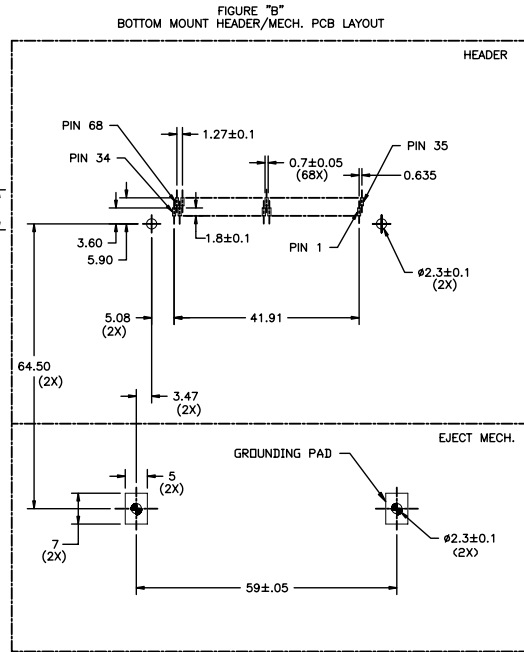 FIGURE "B"
BOTTOM MOUNT HEADER/MECH. PCB LAYOUT
HEADER
PIN 68
1.27±0.1
PIN 34
0.7±0.05
(68X)
PIN 35
0.635
3.60
5.90
1.8±0.1
PIN 1
ø2.3±0.1
(2X)
5.08
(2X)
41.91
64.50
(2X)
3.47
(2X)
EJECT MECH.
GROUNDING PAD
5
(2X)
7
(2X)
ø2.3±0.1
(2X)
59±.05